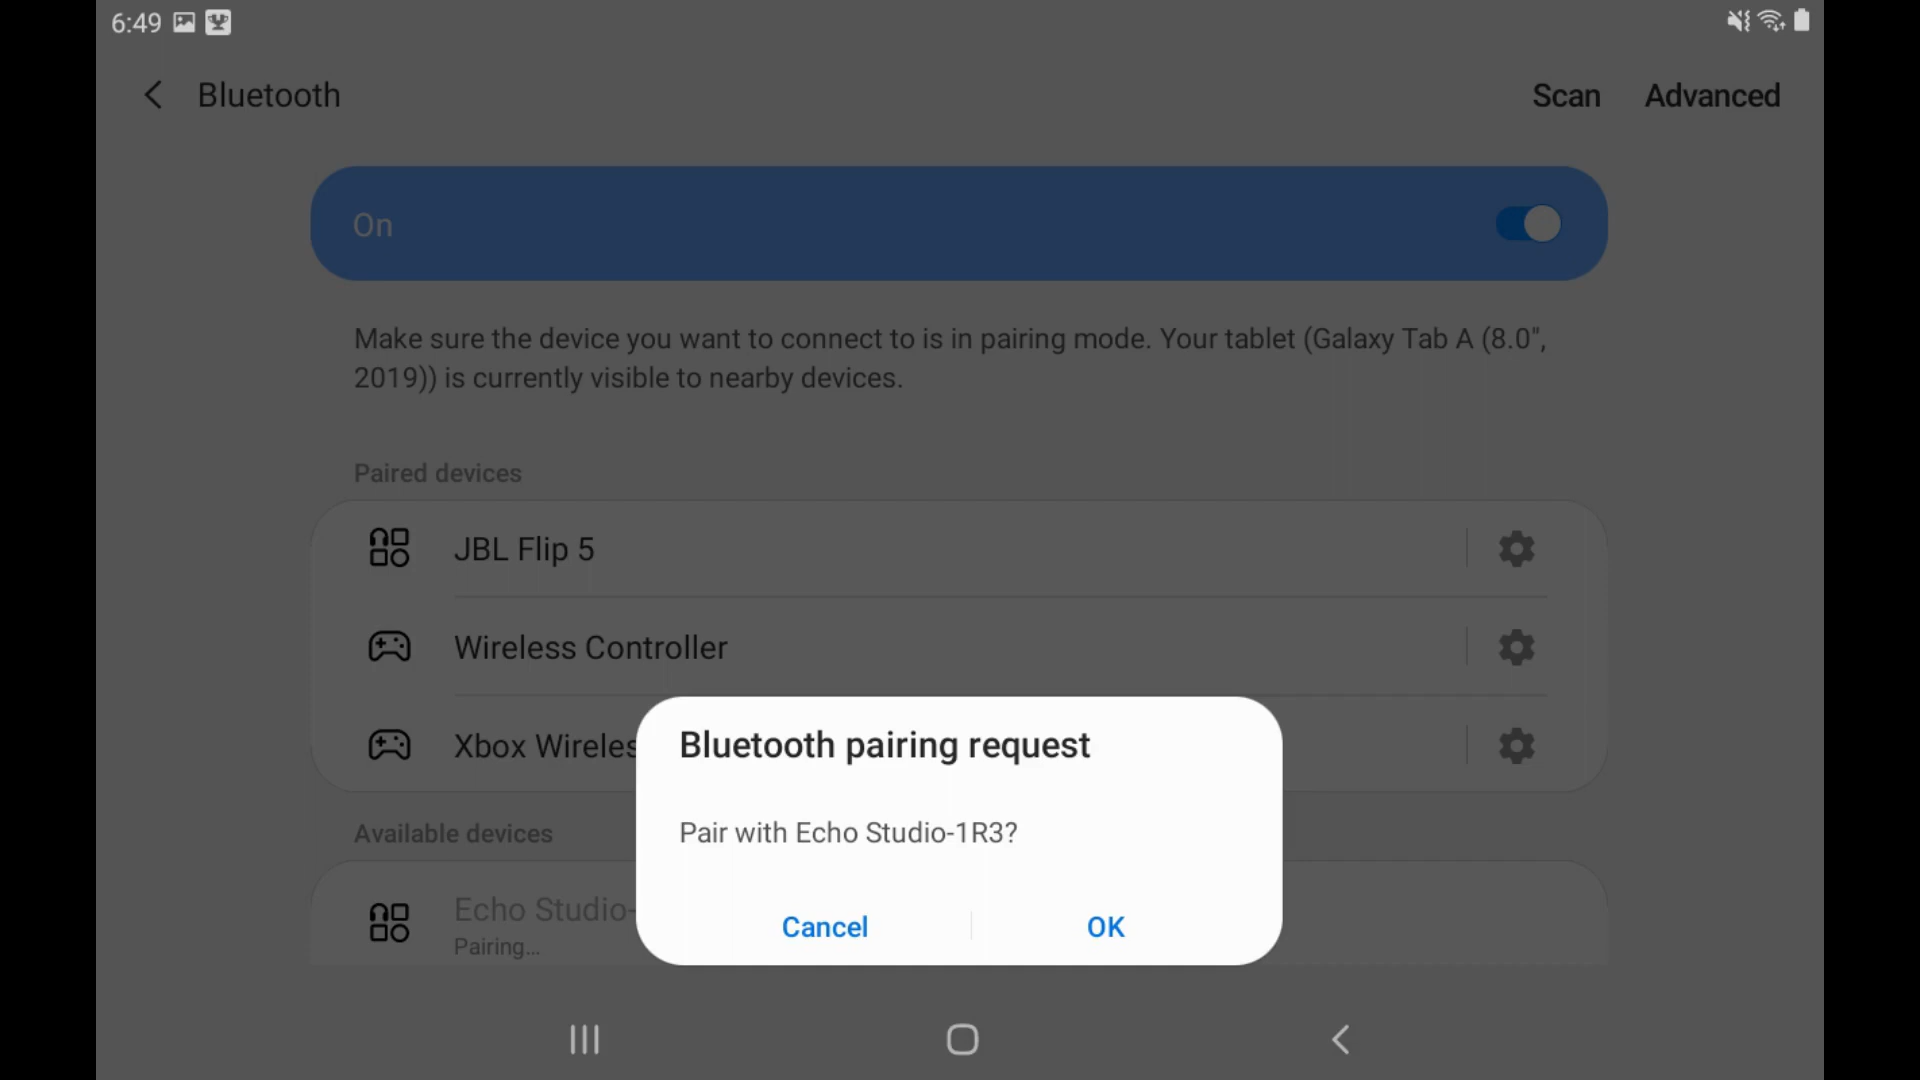 6:49
Bluetooth
Scan
Advanced
On
Make sure the device you want to connect to is in pairing mode. Your tablet (Galaxy Tab A (8.0",
2019)) is currently visible to nearby devices.
Paired devices
JBL Flip 5
Wireless Controller
Xbox Wireles
Bluetooth pairing request
Pair with Echo Studio-1R3?
Cancel
OK
Available devices
Echo Studio-
Pairing...